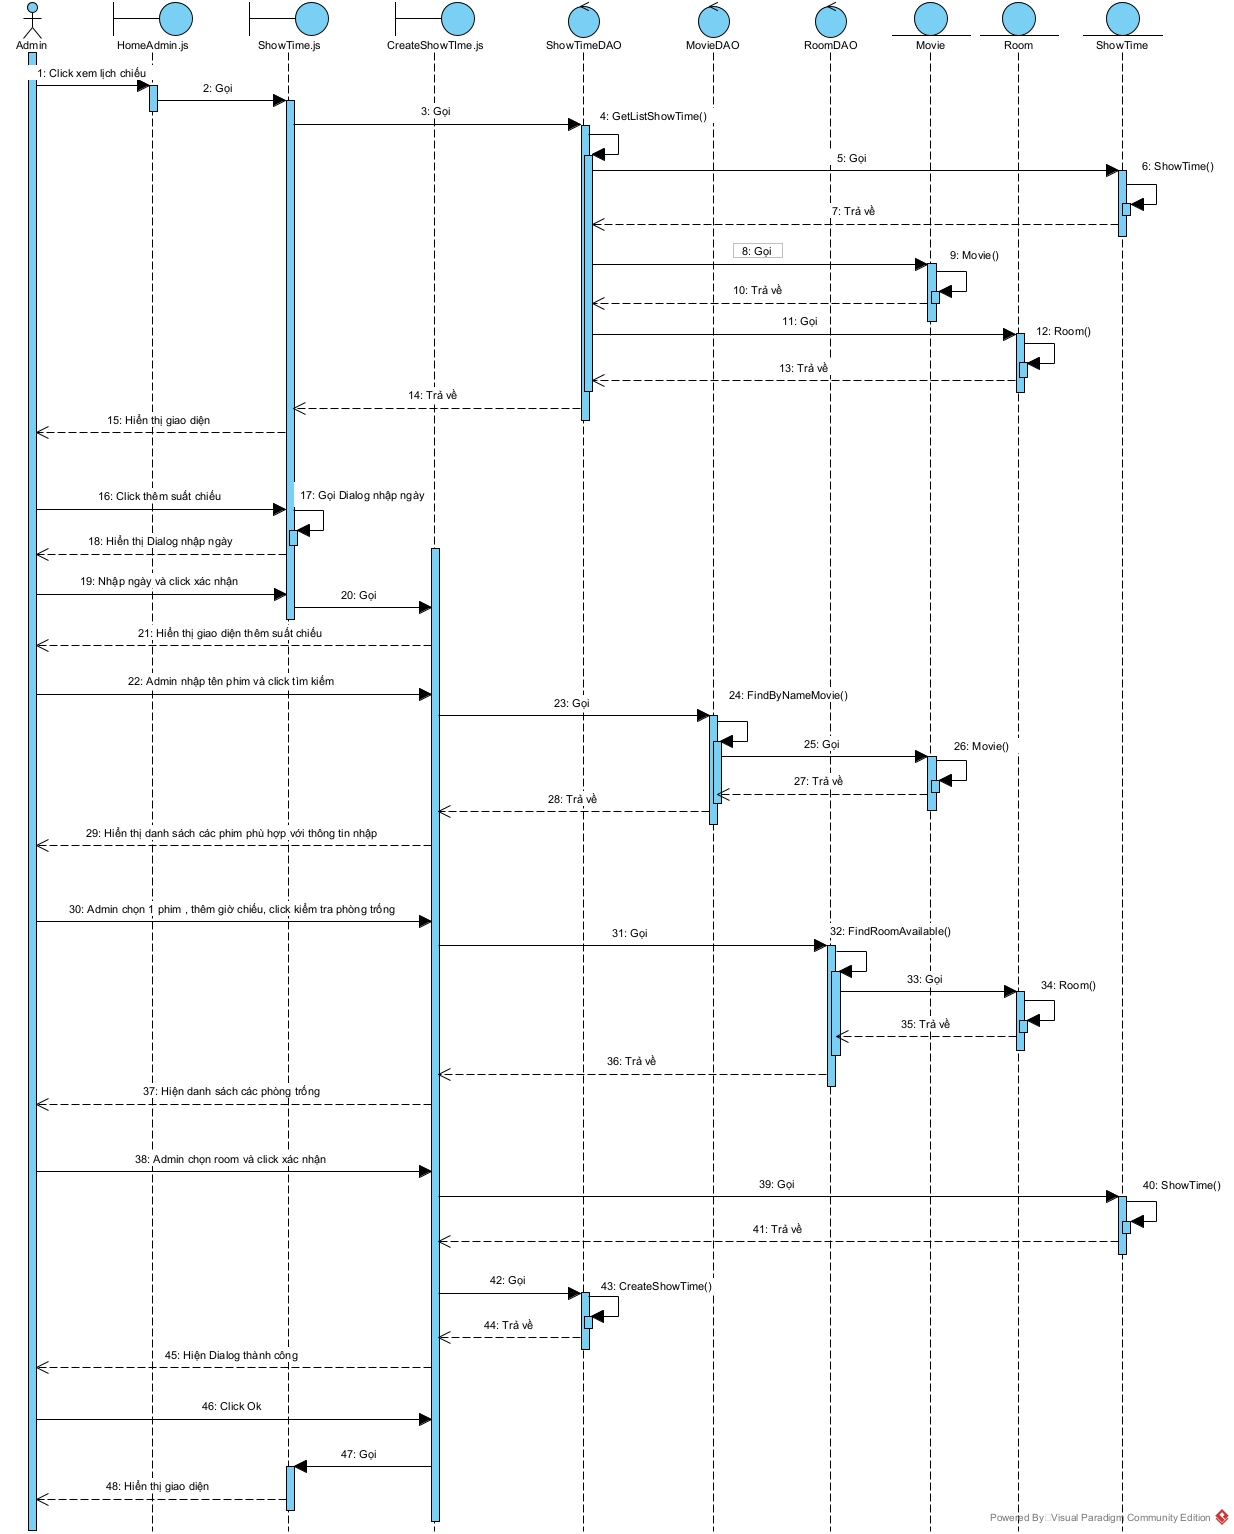 Admin
HomeAdmin.js
ShowTime.js
CreateShowTIme.js
ShowTimeDAO
MovieDAO
RoomDAO
Movie
Room
ShowTime
1: Click xem lịch chiếu
2: Gọi
3: Gọi
4: GetListShowTime()
5: Gọi
6: ShowTime()
7: Trả về
8: Gọi
9: Movie()
10: Trả về
11: Gọi
12: Room()
13: Trả về
14: Trả về
15: Hiển thị giao diện
16: Click thêm suất chiếu
17: Gọi Dialog nhập ngày
18: Hiển thị Dialog nhập ngày
19: Nhập ngày và click xác nhận
20: Gọi
21: Hiển thị giao diện thêm suất chiếu
22: Admin nhập tên phim và click tìm kiếm
23: Gọi
24: FindByNameMovie()
25: Gọi
26: Movie()
27: Trả về
28: Trả về
29: Hiển thị danh sách các phim phù hợp với thông tin nhập
30: Admin chọn 1 phim , thêm giờ chiếu, click kiểm tra phòng trống
31: Gọi
32: FindRoomAvailable()
33: Gọi
34: Room()
35: Trả về
36: Trả về
37: Hiện danh sách các phòng trống
38: Admin chọn room và click xác nhận
39: Gọi
40: ShowTime()
41: Trả về
42: Gọi
43: CreateShowTime()
44: Trả về
45: Hiện Dialog thành công
46: Click Ok
47: Gọi
48: Hiển thị giao diện
Powered By Visual Paradigm Community Edition